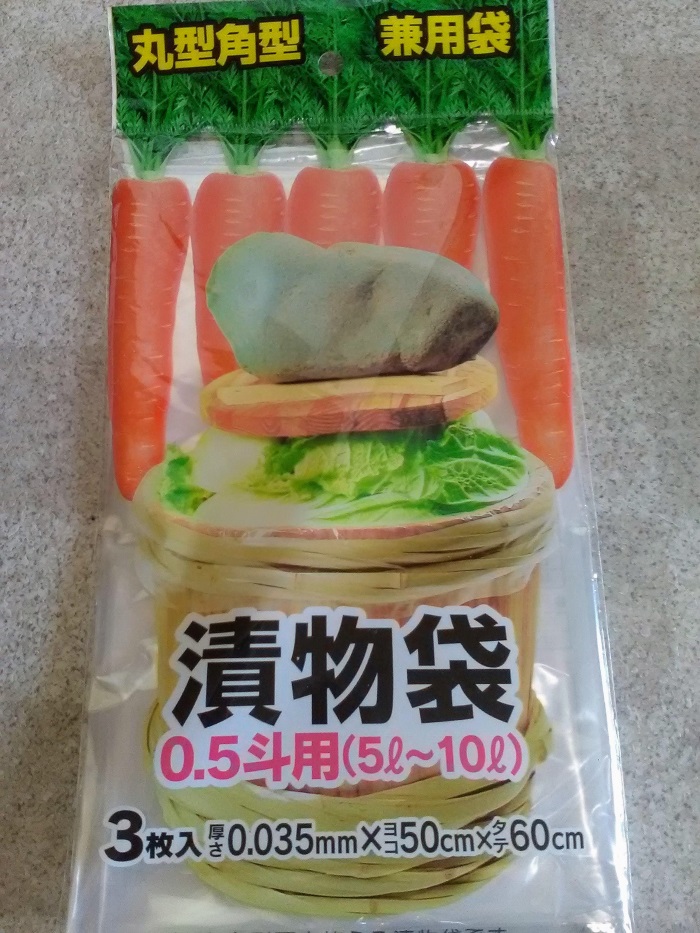 丸型角型 兼用袋
漬物袋
0.5斗用(5ℓ〜10ℓ)
3枚入 厚さ0.035mm×ヨコ50cm×タテ60cm